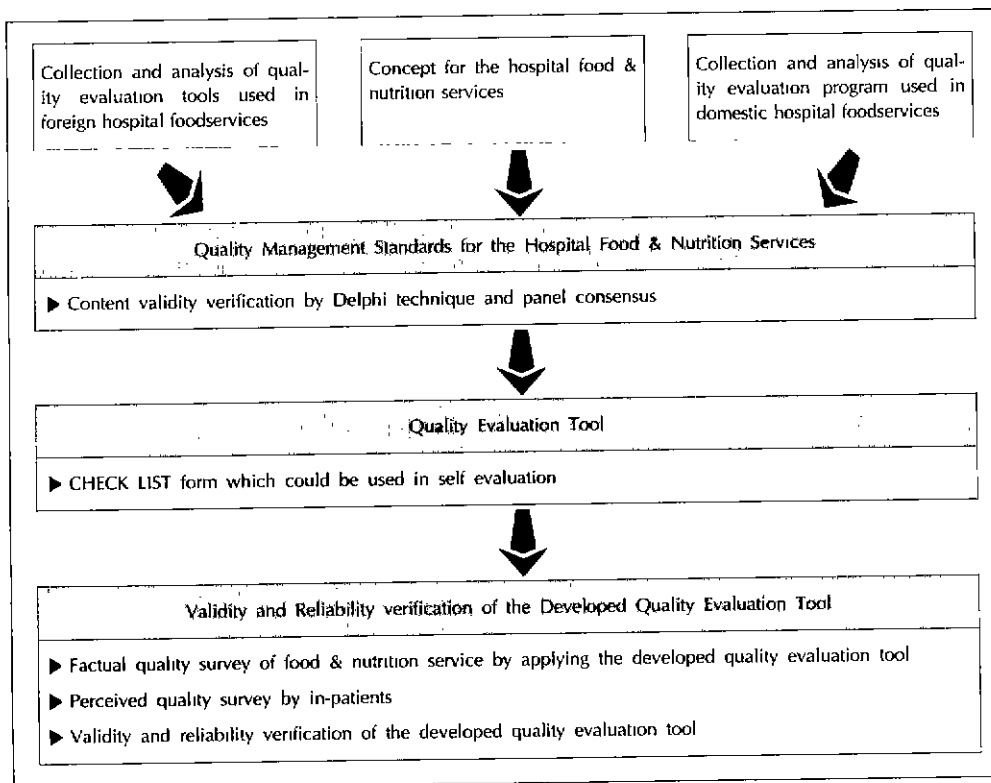 Collection and analysis of qual-
ity evaluation tools used in
foreign hospital foodservices
Concept for the hospital food &
nutrition services
Collection and analysis of qual-
ity evaluation program used in
domestic hospital foodservices
Quality Management Standards for the Hospital Food & Nutrition Services
▶ Content validity verification by Delphi technique and panel consensus
Quality Evaluation Tool
▶ CHECK LIST form which could be used in self evaluation
Validity and Reliability verification of the Developed Quality Evaluation Tool
▶ Factual quality survey of food & nutrition service by applying the developed quality evaluation tool
▶ Perceived quality survey by in-patients
▶ Validity and reliability verification of the developed quality evaluation tool